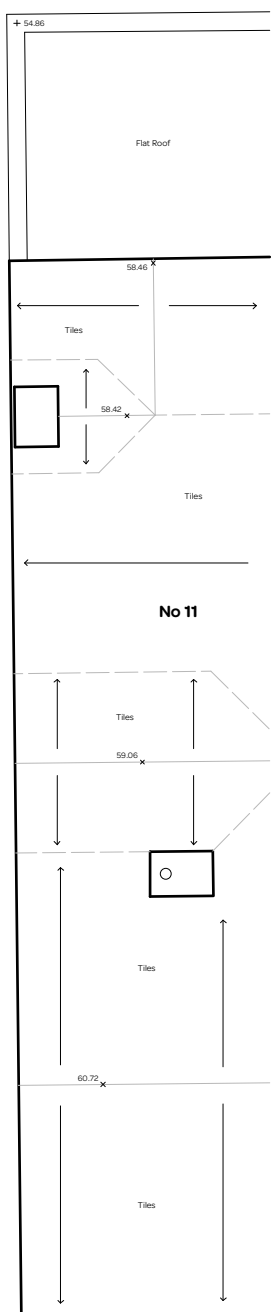 54.86
Flat Roof
58.46
Tiles
58.42
Tiles
No 11
Tiles
59.06
Tiles
60.72
Tiles